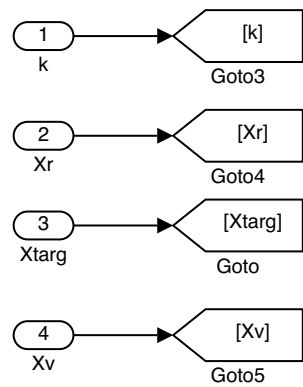 1
[k]
k
Goto3
2
[Xr]
Xr
Goto4
3
[Xtarg]
Xtarg
Goto
4
[Xv]
Xv
Goto5